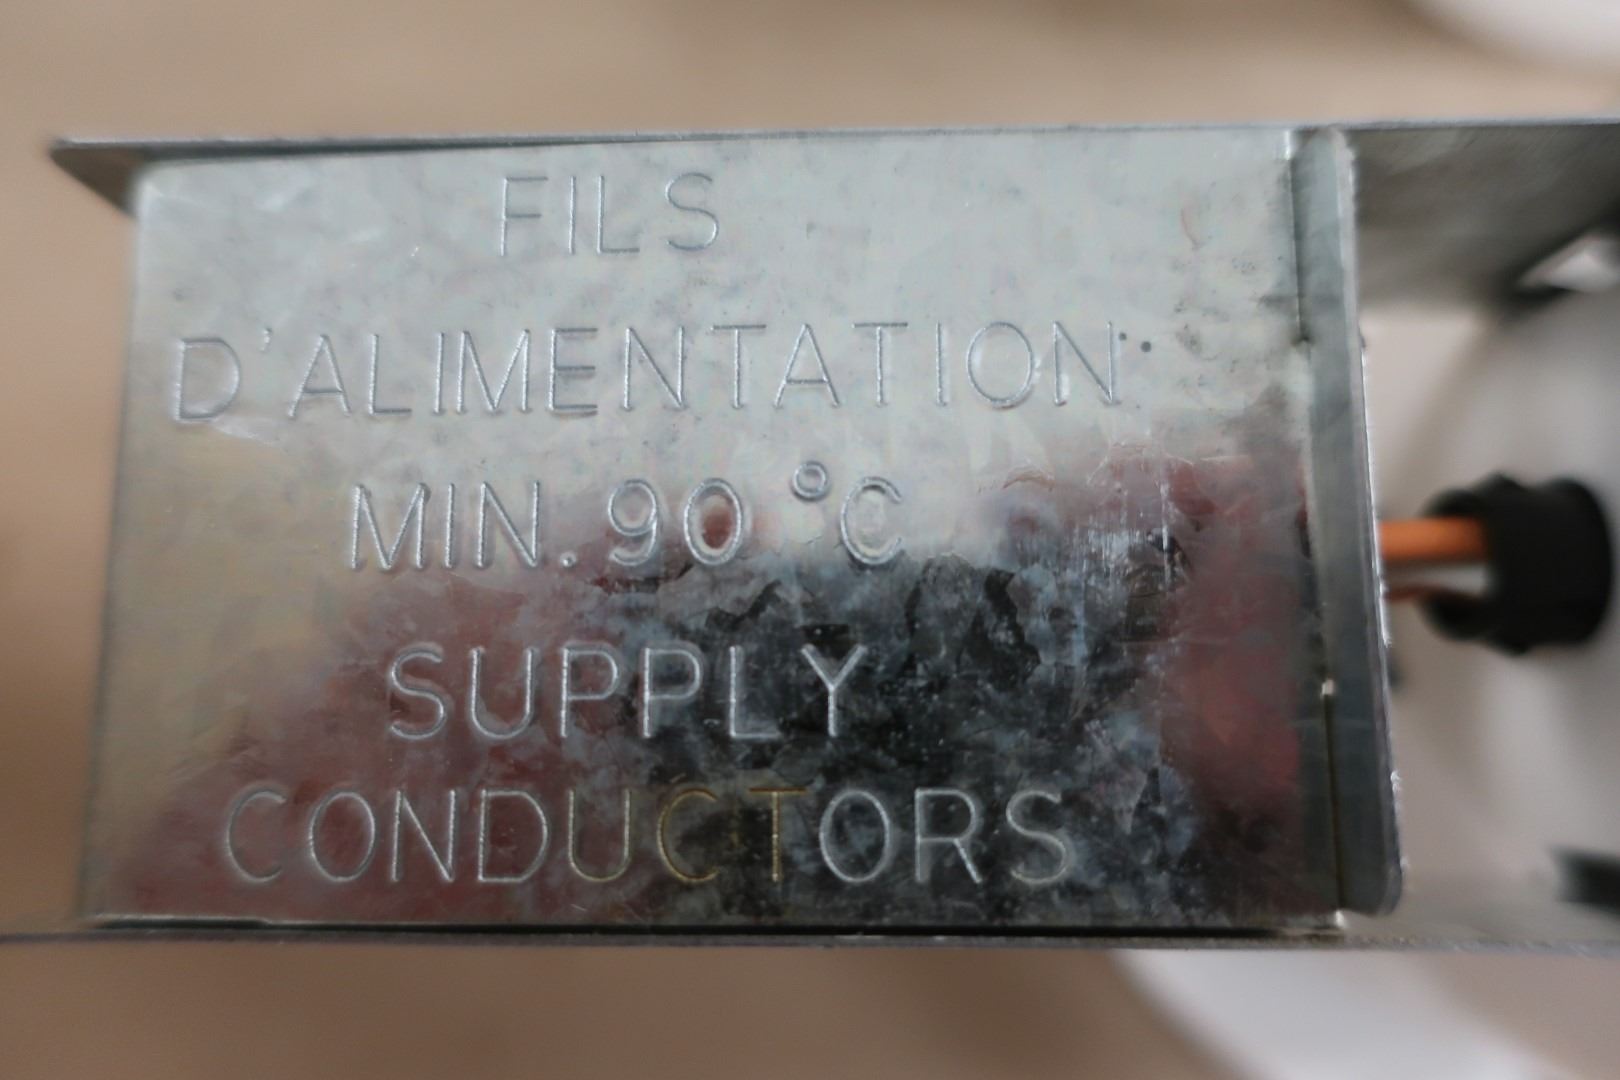 FILS
D'ALIMENTATION
MIN. 90 °C
SUPPLY
CONDUCTORS